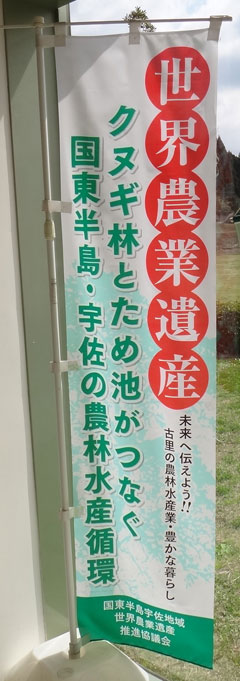 世界農業遺産
未来へ伝えよう!!
古里の農林水産業・豊かな暮らし
クヌギ林とため池がつなぐ
国東半島・宇佐の農林水産循環
国東半島宇佐地域
世界農業遺産
推進協議会